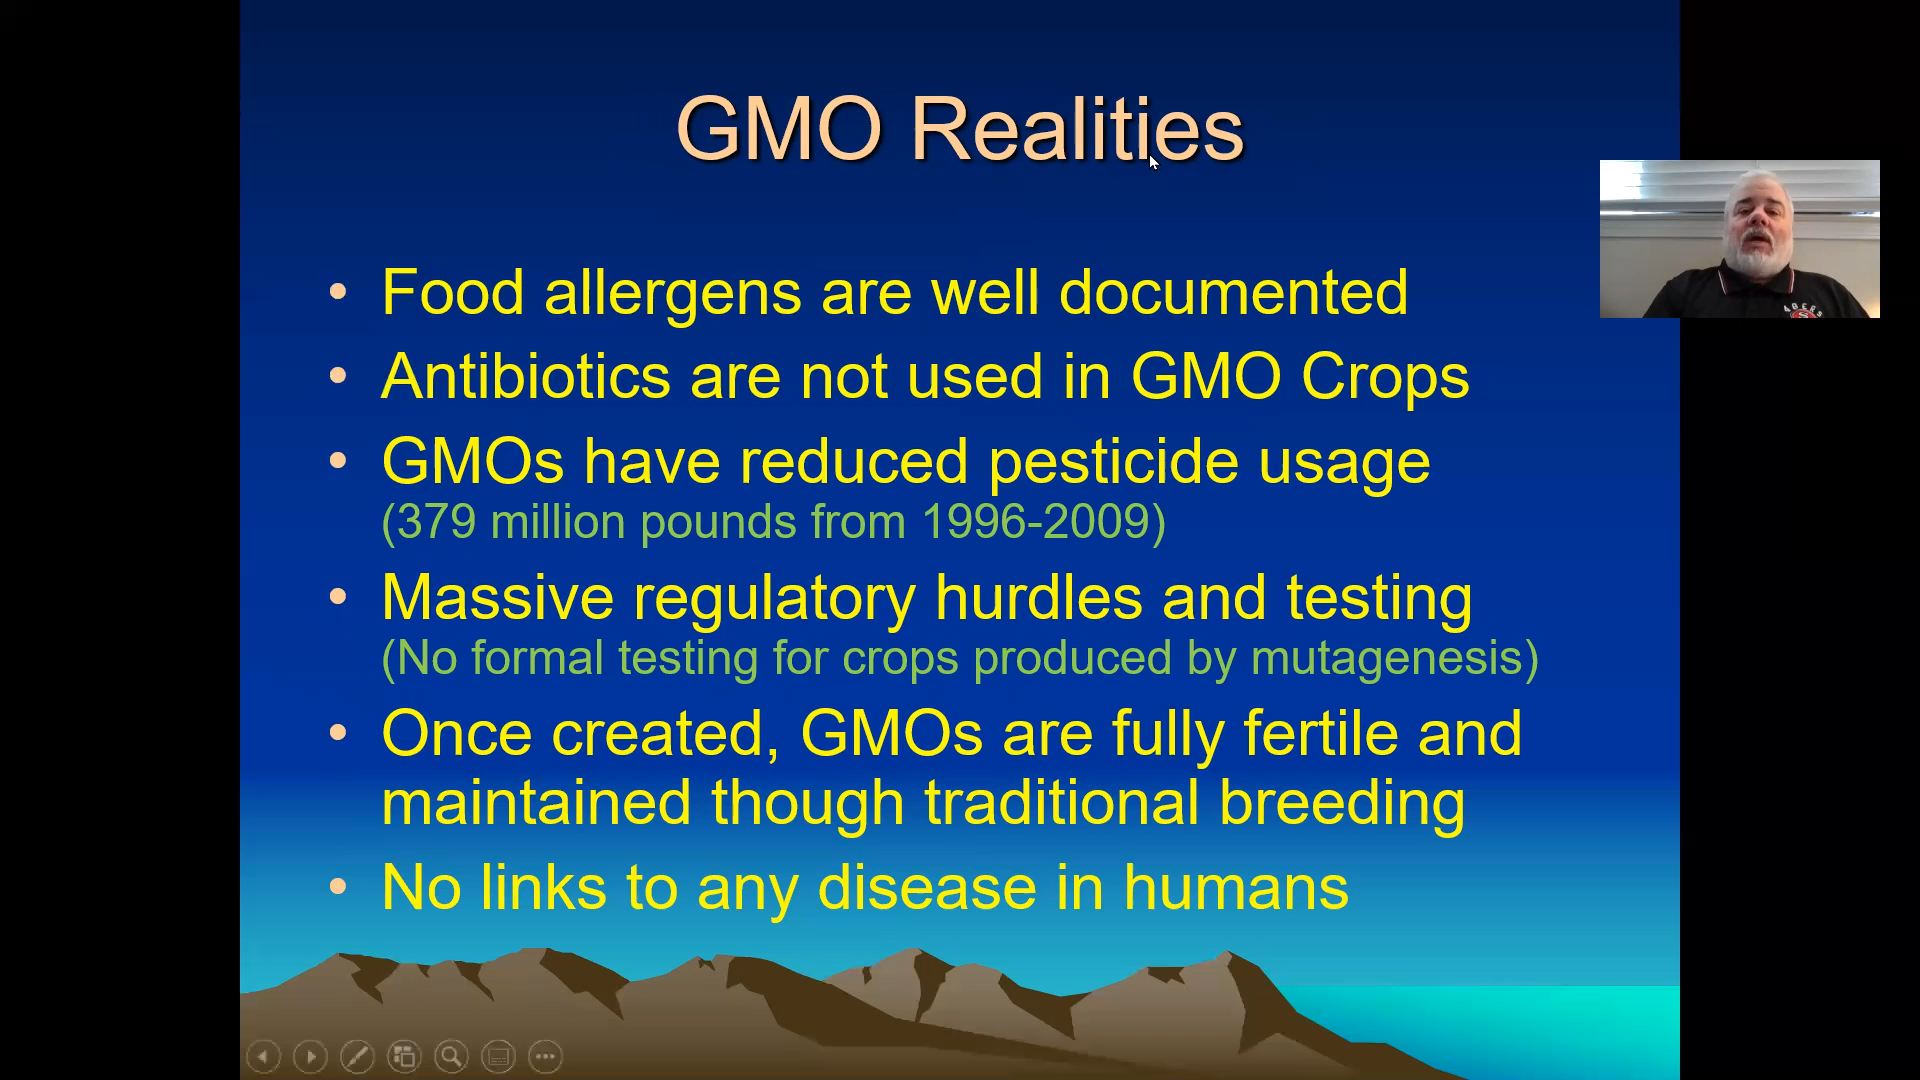 GMO Realities
• Food allergens are well documented
• Antibiotics are not used in GMO Crops
• GMOs have reduced pesticide usage
(379 million pounds from 1996-2009)
• Massive regulatory hurdles and testing
(No formal testing for crops produced by mutagenesis)
• Once created, GMOs are fully fertile and
maintained though traditional breeding
• No links to any disease in humans
49ERS